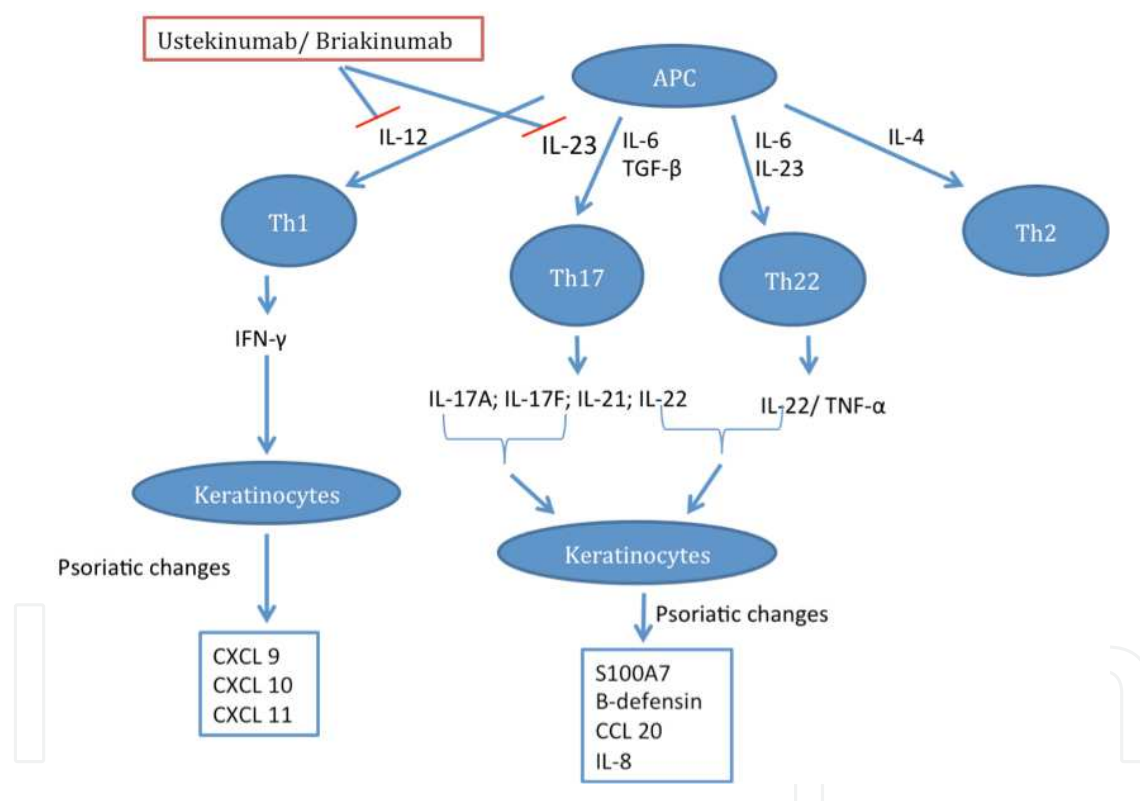 Ustekinumab/ Briakinumab
APC
IL-12
IL-23
IL-6
TGF-β
IL-6
IL-23
IL-4
Th1
Th17
Th22
Th2
IFN-γ
IL-17A; IL-17F; IL-21; IL-22
IL-22/ TNF-α
Keratinocytes
Keratinocytes
Psoriatic changes
Psoriatic changes
CXCL 9
CXCL 10
CXCL 11
S100A7
B-defensin
CCL 20
IL-8